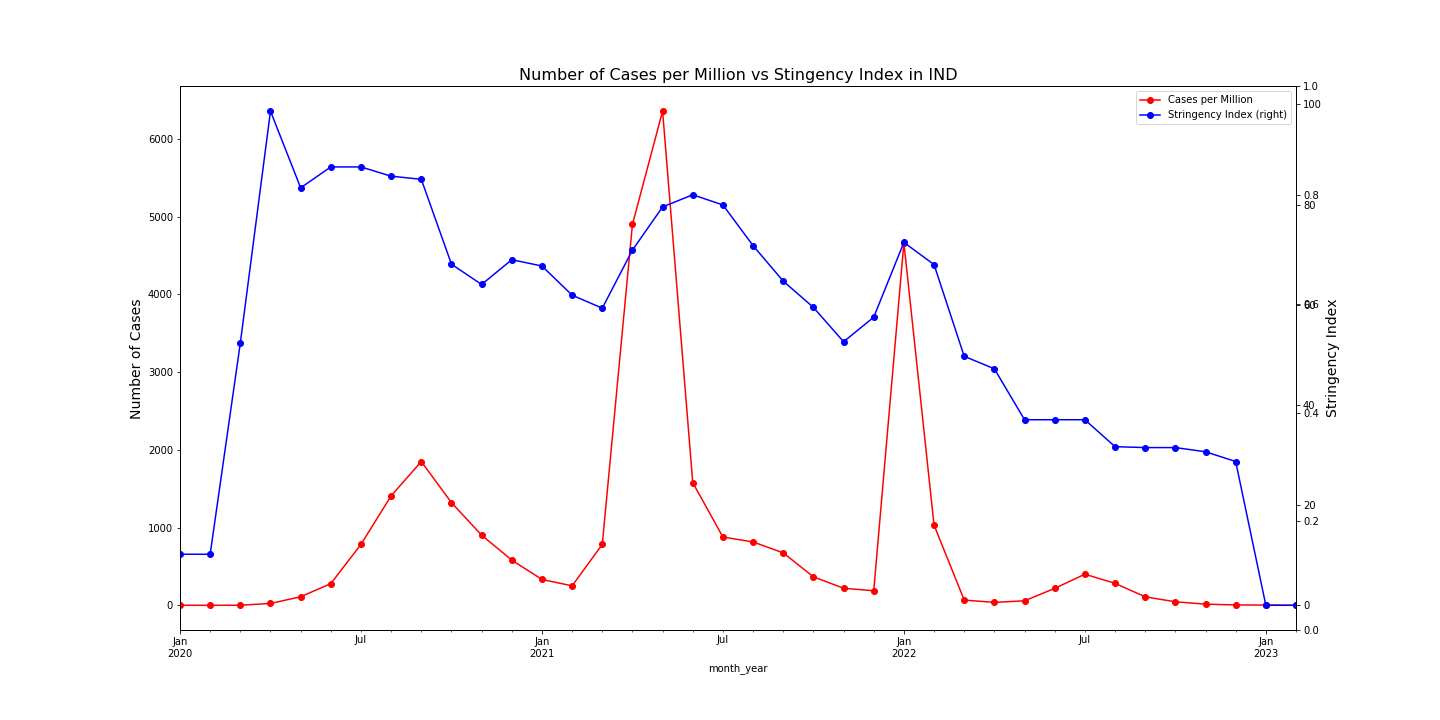 Number of Cases per Million vs Stingency Index in IND
Cases per Million
Stringency Index (right)
Number of Cases
6000
5000
4000
3000
2000
1000
0
1.0
100
0.8
80
0.6
60
40
0.4
20
0.2
0
0.0
Stringency Index
Jan
2020
Jul
Jan
2021
Jul
Jan
2022
Jul
Jan
2023
month_year